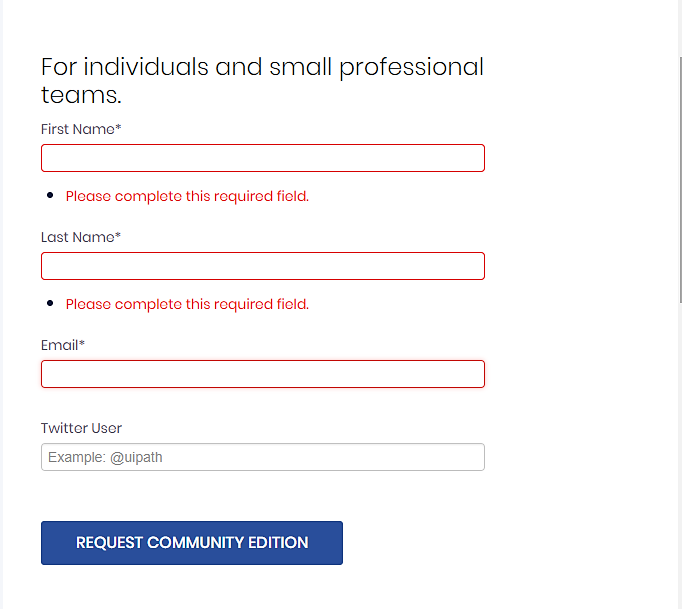 For individuals and small professional
teams.
First Name*
Please complete this required field.
Last Name*
Please complete this required field.
Email*
Twitter User
Example: @uipath
REQUEST COMMUNITY EDITION